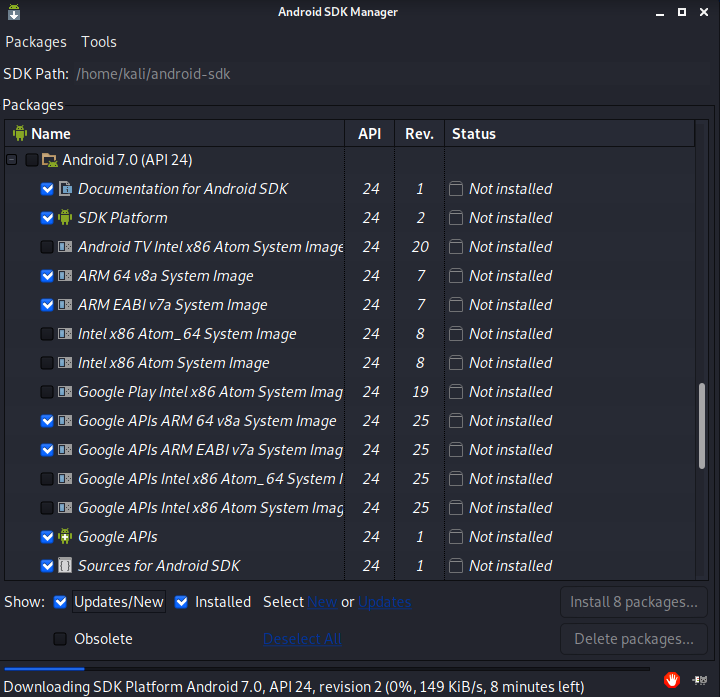 Android SDK Manager
Packages Tools
SDK Path: /home/kali/android-sdk
Packages
Name API Rev. Status
Android 7.0 (API 24)
Documentation for Android SDK 24 1 Not installed
SDK Platform 24 2 Not installed
Android TV Intel x86 Atom System Image 24 20 Not installed
ARM 64 v8a System Image 24 7 Not installed
ARM EABI v7a System Image 24 7 Not installed
Intel x86 Atom_64 System Image 24 8 Not installed
Intel x86 Atom System Image 24 8 Not installed
Google Play Intel x86 Atom System Imag 24 19 Not installed
Google APIs ARM 64 v8a System Image 24 25 Not installed
Google APIs ARM EABI v7a System Imag 24 25 Not installed
Google APIs Intel x86 Atom_64 System I 24 25 Not installed
Google APIs Intel x86 Atom System Imag 24 25 Not installed
Google APIs 24 1 Not installed
Sources for Android SDK 24 1 Not installed
Show: Updates/New Installed Select New or Updates Install 8 packages...
Obsolete Deselect All Delete packages...
Downloading SDK Platform Android 7.0, API 24, revision 2 (0%, 149 KiB/s, 8 minutes left)